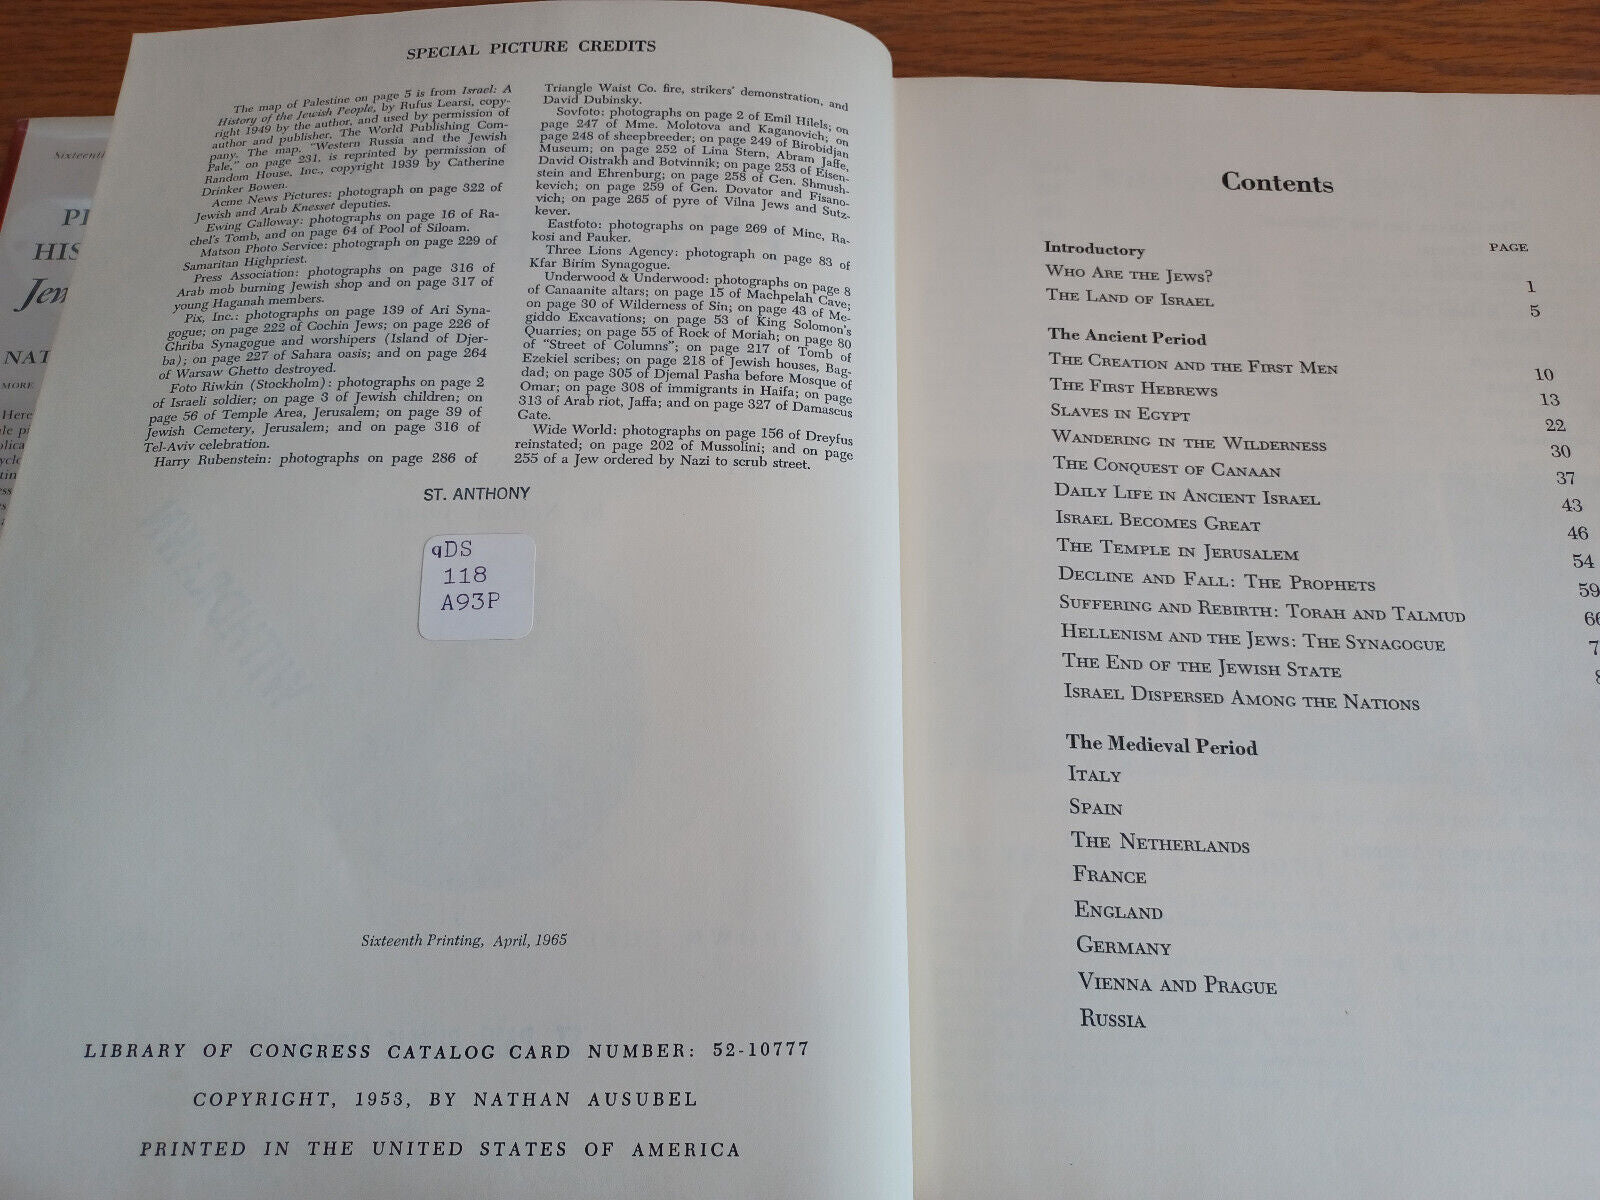 Sixteenth
HIS
NAT
MORE
Here
SPECIAL PICTURE CREDITS
The map of Palestine on page 5 is from Israel: A
History of the Jewish People, by Rufus Learsi, copy-
right 1949 by the author, and used by permission of
author and publisher. The World Publishing Com-
pany. The map, "Western Russia and the Jewish
Pale," on page 231, is reprinted by permission of
Random House, Inc., copyright 1939 by Catherine
Drinker Bowen.
Acme News Pictures: photograph on page 322 of
Jewish and Arab Knesset deputies.
Ewing Galloway: photographs on page 16 of Ra-
chel's Tomb, and on page 64 of Pool of Siloam.
Matson Photo Service: photograph on page 229 of
Samaritan Highpriest.
Press Association: photographs on page 316 of
Arab mob burning Jewish shop and on page 317 of
young Haganah members.
Pix, Inc.: photographs on page 139 of Ari Syna-
gogue; on page 222 of Cochin Jews; on page 226 of
Ghriba Synagogue and worshipers (Island of Djer-
ba); on page 227 of Sahara oasis; and on page 264
of Warsaw Ghetto destroyed.
Foto Riwkin (Stockholm): photographs on page 2
of Israeli soldier; on page 3 of Jewish children; on
page 56 of Temple Area, Jerusalem; on page 39 of
Jewish Cemetery, Jerusalem; and on page 316 of
Tel-Aviv celebration.
Harry Rubenstein: photographs on page 286 of
Triangle Waist Co. fire, strikers' demonstration, and
David Dubinsky.
Sovfoto: photographs on page 2 of Emil Hilels; on
page 247 of Mme. Molotova and Kaganovich; on
page 248 of sheepbreeder; on page 249 of Birobidjan
Museum; on page 252 of Lina Stern, Abram Jaffe,
David Oistrakh and Botvinnik; on page 253 of Eisen-
stein and Ehrenburg; on page 258 of Gen. Shmush-
kevich; on page 259 of Gen. Dovator and Fisano-
vich; on page 265 of pyre of Vilna Jews and Sutz-
kever.
Eastfoto: photographs on page 269 of Minc, Ra-
kosi and Pauker.
Three Lions Agency: photograph on page 83 of
Kfar Birim Synagogue.
Underwood & Underwood: photographs on page 8
of Canaanite altars; on page 15 of Machpelah Cave;
on page 30 of Wilderness of Sin; on page 43 of Me-
giddo Excavations; on page 53 of King Solomon's
Quarries; on page 55 of Rock of Moriah; on page 80
of "Street of Columns"; on page 217 of Tomb of
Ezekiel scribes; on page 218 of Jewish houses, Bag-
dad; on page 305 of Djemal Pasha before Mosque of
Omar; on page 308 of immigrants in Haifa; on page
313 of Arab riot, Jaffa; and on page 327 of Damascus
Gate.
Wide World: photographs on page 156 of Dreyfus
reinstated; on page 202 of Mussolini; and on page
255 of a Jew ordered by Nazi to scrub street.
ST. ANTHONY
qDS
118
A93P
Sixteenth Printing, April, 1965
LIBRARY OF CONGRESS CATALOG CARD NUMBER: 52-10777
COPYRIGHT, 1953, BY NATHAN AUSUBEL
PRINTED IN THE UNITED STATES OF AMERICA
Contents
Introductory PAGE
WHO ARE THE JEWS? 1
THE LAND OF ISRAEL 5
The Ancient Period
THE CREATION AND THE FIRST MEN 10
THE FIRST HEBREWS 13
SLAVES IN EGYPT 22
WANDERING IN THE WILDERNESS 30
THE CONQUEST OF CANAAN 37
DAILY LIFE IN ANCIENT ISRAEL 43
ISRAEL BECOMES GREAT 46
THE TEMPLE IN JERUSALEM 54
DECLINE AND FALL: THE PROPHETS 59
SUFFERING AND REBIRTH: TORAH AND TALMUD 66
HELLENISM AND THE JEWS: THE SYNAGOGUE 7
THE END OF THE JEWISH STATE 8
ISRAEL DISPERSED AMONG THE NATIONS
The Medieval Period
ITALY
SPAIN
THE NETHERLANDS
FRANCE
ENGLAND
GERMANY
VIENNA AND PRAGUE
RUSSIA